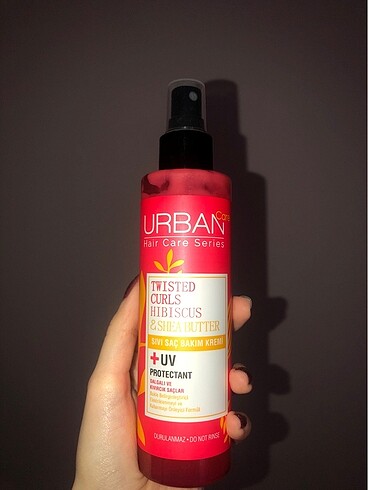 URBAN Care
Hair Care Series
TWISTED
CURLS
HIBISCUS
& SHEA BUTTER
SIVI SAÇ BAKIM KREMİ
+UV
PROTECTANT
DALGALI VE
KIVIRCIK SAÇLAR
DURULANMAZ • DO NOT RINSE